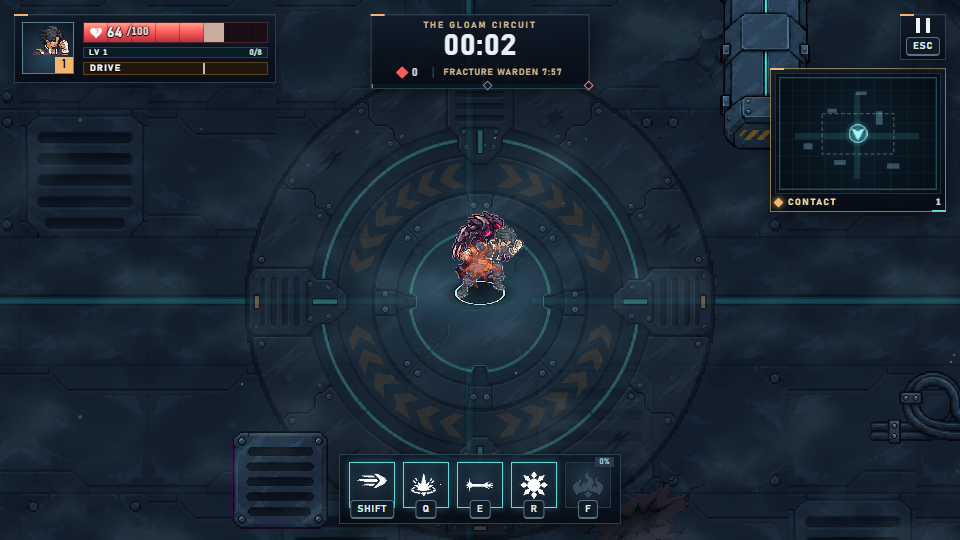 64 /100
LV 1 0/8
DRIVE
1
THE GLOAM CIRCUIT
00:02
0 FRACTURE WARDEN 7:57
ESC
CONTACT 1
0%
SHIFT Q E R F